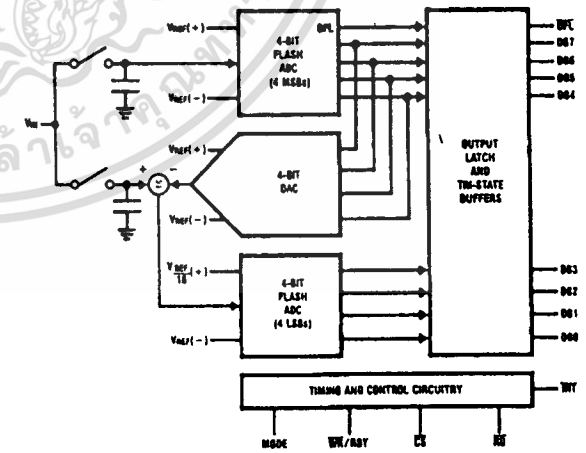 VREF(+)
4-BIT
FLASH
ADC
(4 MSBs)
OFL
VREF(-)
VIN
VREF(+)
4-BIT
DAC
VREF(-)
VREF/16(+)
4-BIT
FLASH
ADC
(4 LSBs)
VREF(-)
OUTPUT
LATCH
AND
TRI-STATE
BUFFERS
OFL
DB7
DB6
DB5
DB4
DB3
DB2
DB1
DB0
TIMING AND CONTROL CIRCUITRY
INT
MODE
WR/RDY
CS
RD